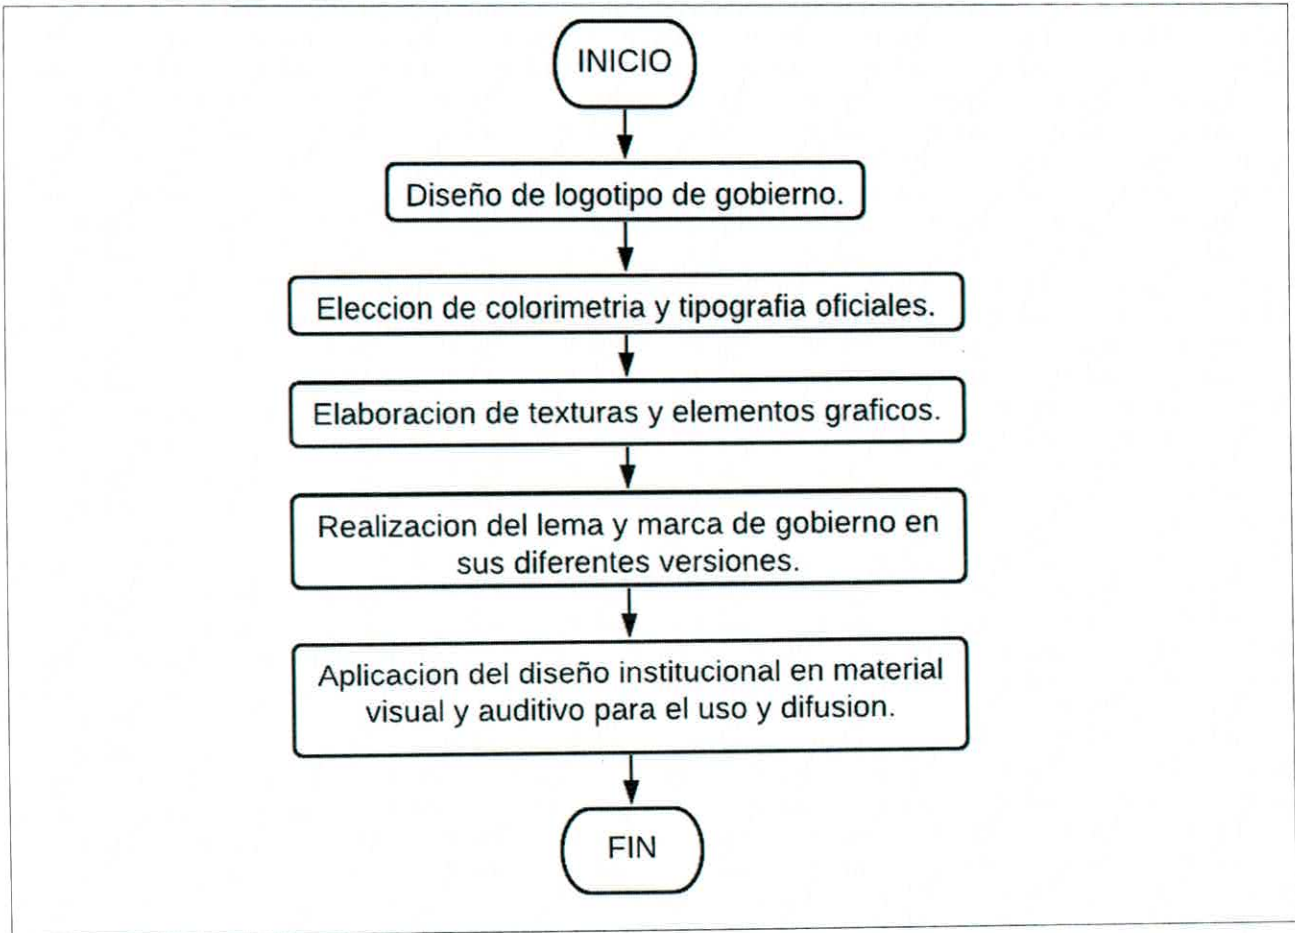 INICIO
Diseño de logotipo de gobierno.
Eleccion de colorimetria y tipografia oficiales.
Elaboracion de texturas y elementos graficos.
Realizacion del lema y marca de gobierno en
sus diferentes versiones.
Aplicacion del diseño institucional en material
visual y auditivo para el uso y difusion.
FIN